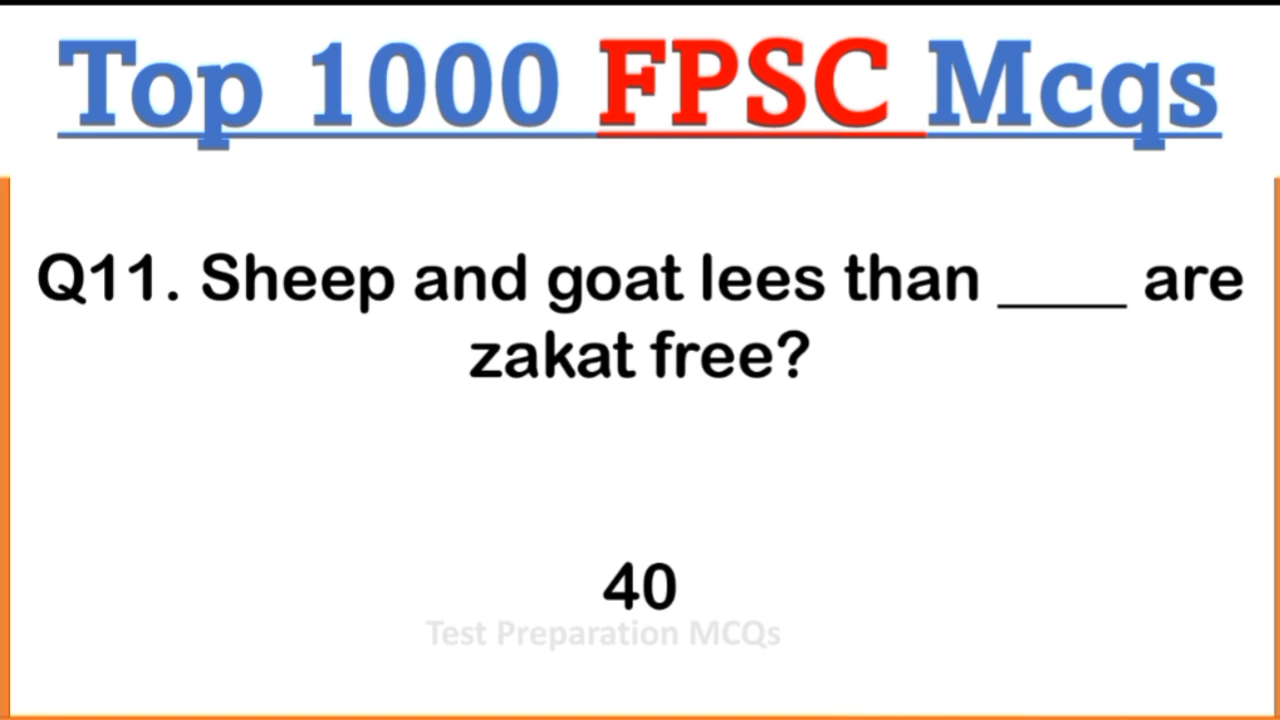 Top 1000 FPSC Mcqs
Q11. Sheep and goat lees than ____ are
zakat free?
40
Test Preparation MCQs